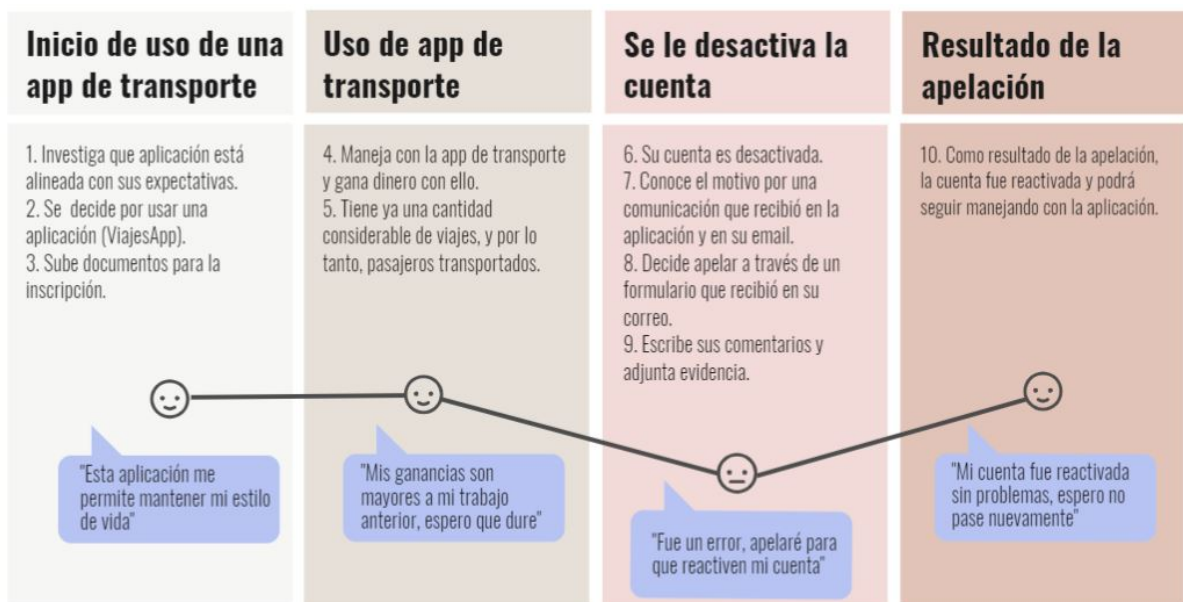 Inicio de uso de una
app de transporte
1. Investiga que aplicación está
alineada con sus expectativas.
2. Se decide por usar una
aplicación (ViajesApp).
3. Sube documentos para la
inscripción.
"Esta aplicación me
permite mantener mi estilo
de vida"
Uso de app de
transporte
4. Maneja con la app de transporte
y gana dinero con ello.
5. Tiene ya una cantidad
considerable de viajes, y por lo
tanto, pasajeros transportados.
"Mis ganancias son
mayores a mi trabajo
anterior, espero que dure"
Se le desactiva la
cuenta
6. Su cuenta es desactivada.
7. Conoce el motivo por una
comunicación que recibió en la
aplicación y en su email.
8. Decide apelar a través de un
formulario que recibió en su
correo.
9. Escribe sus comentarios y
adjunta evidencia.
"Fue un error, apelaré para
que reactiven mi cuenta"
Resultado de la
apelación
10. Como resultado de la apelación,
la cuenta fue reactivada y podrá
seguir manejando con la aplicación.
"Mi cuenta fue reactivada
sin problemas, espero no
pase nuevamente"